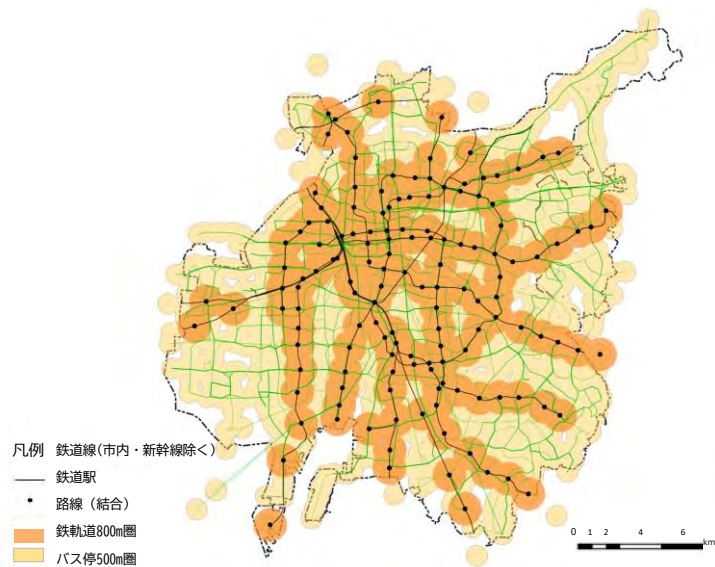 凡例 鉄道線(市内・新幹線除く)
鉄道駅
路線（結合）
鉄軌道800m圏
バス停500m圏
0 1 2 4 6
km